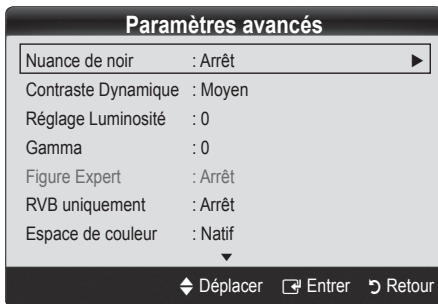 Paramètres avancés
Nuance de noir : Arrêt ►
Contraste Dynamique : Moyen
Réglage Luminosité : 0
Gamma : 0
Figure Expert : Arrêt
RVB uniquement : Arrêt
Espace de couleur : Natif
▼
Déplacer Entrer Retour